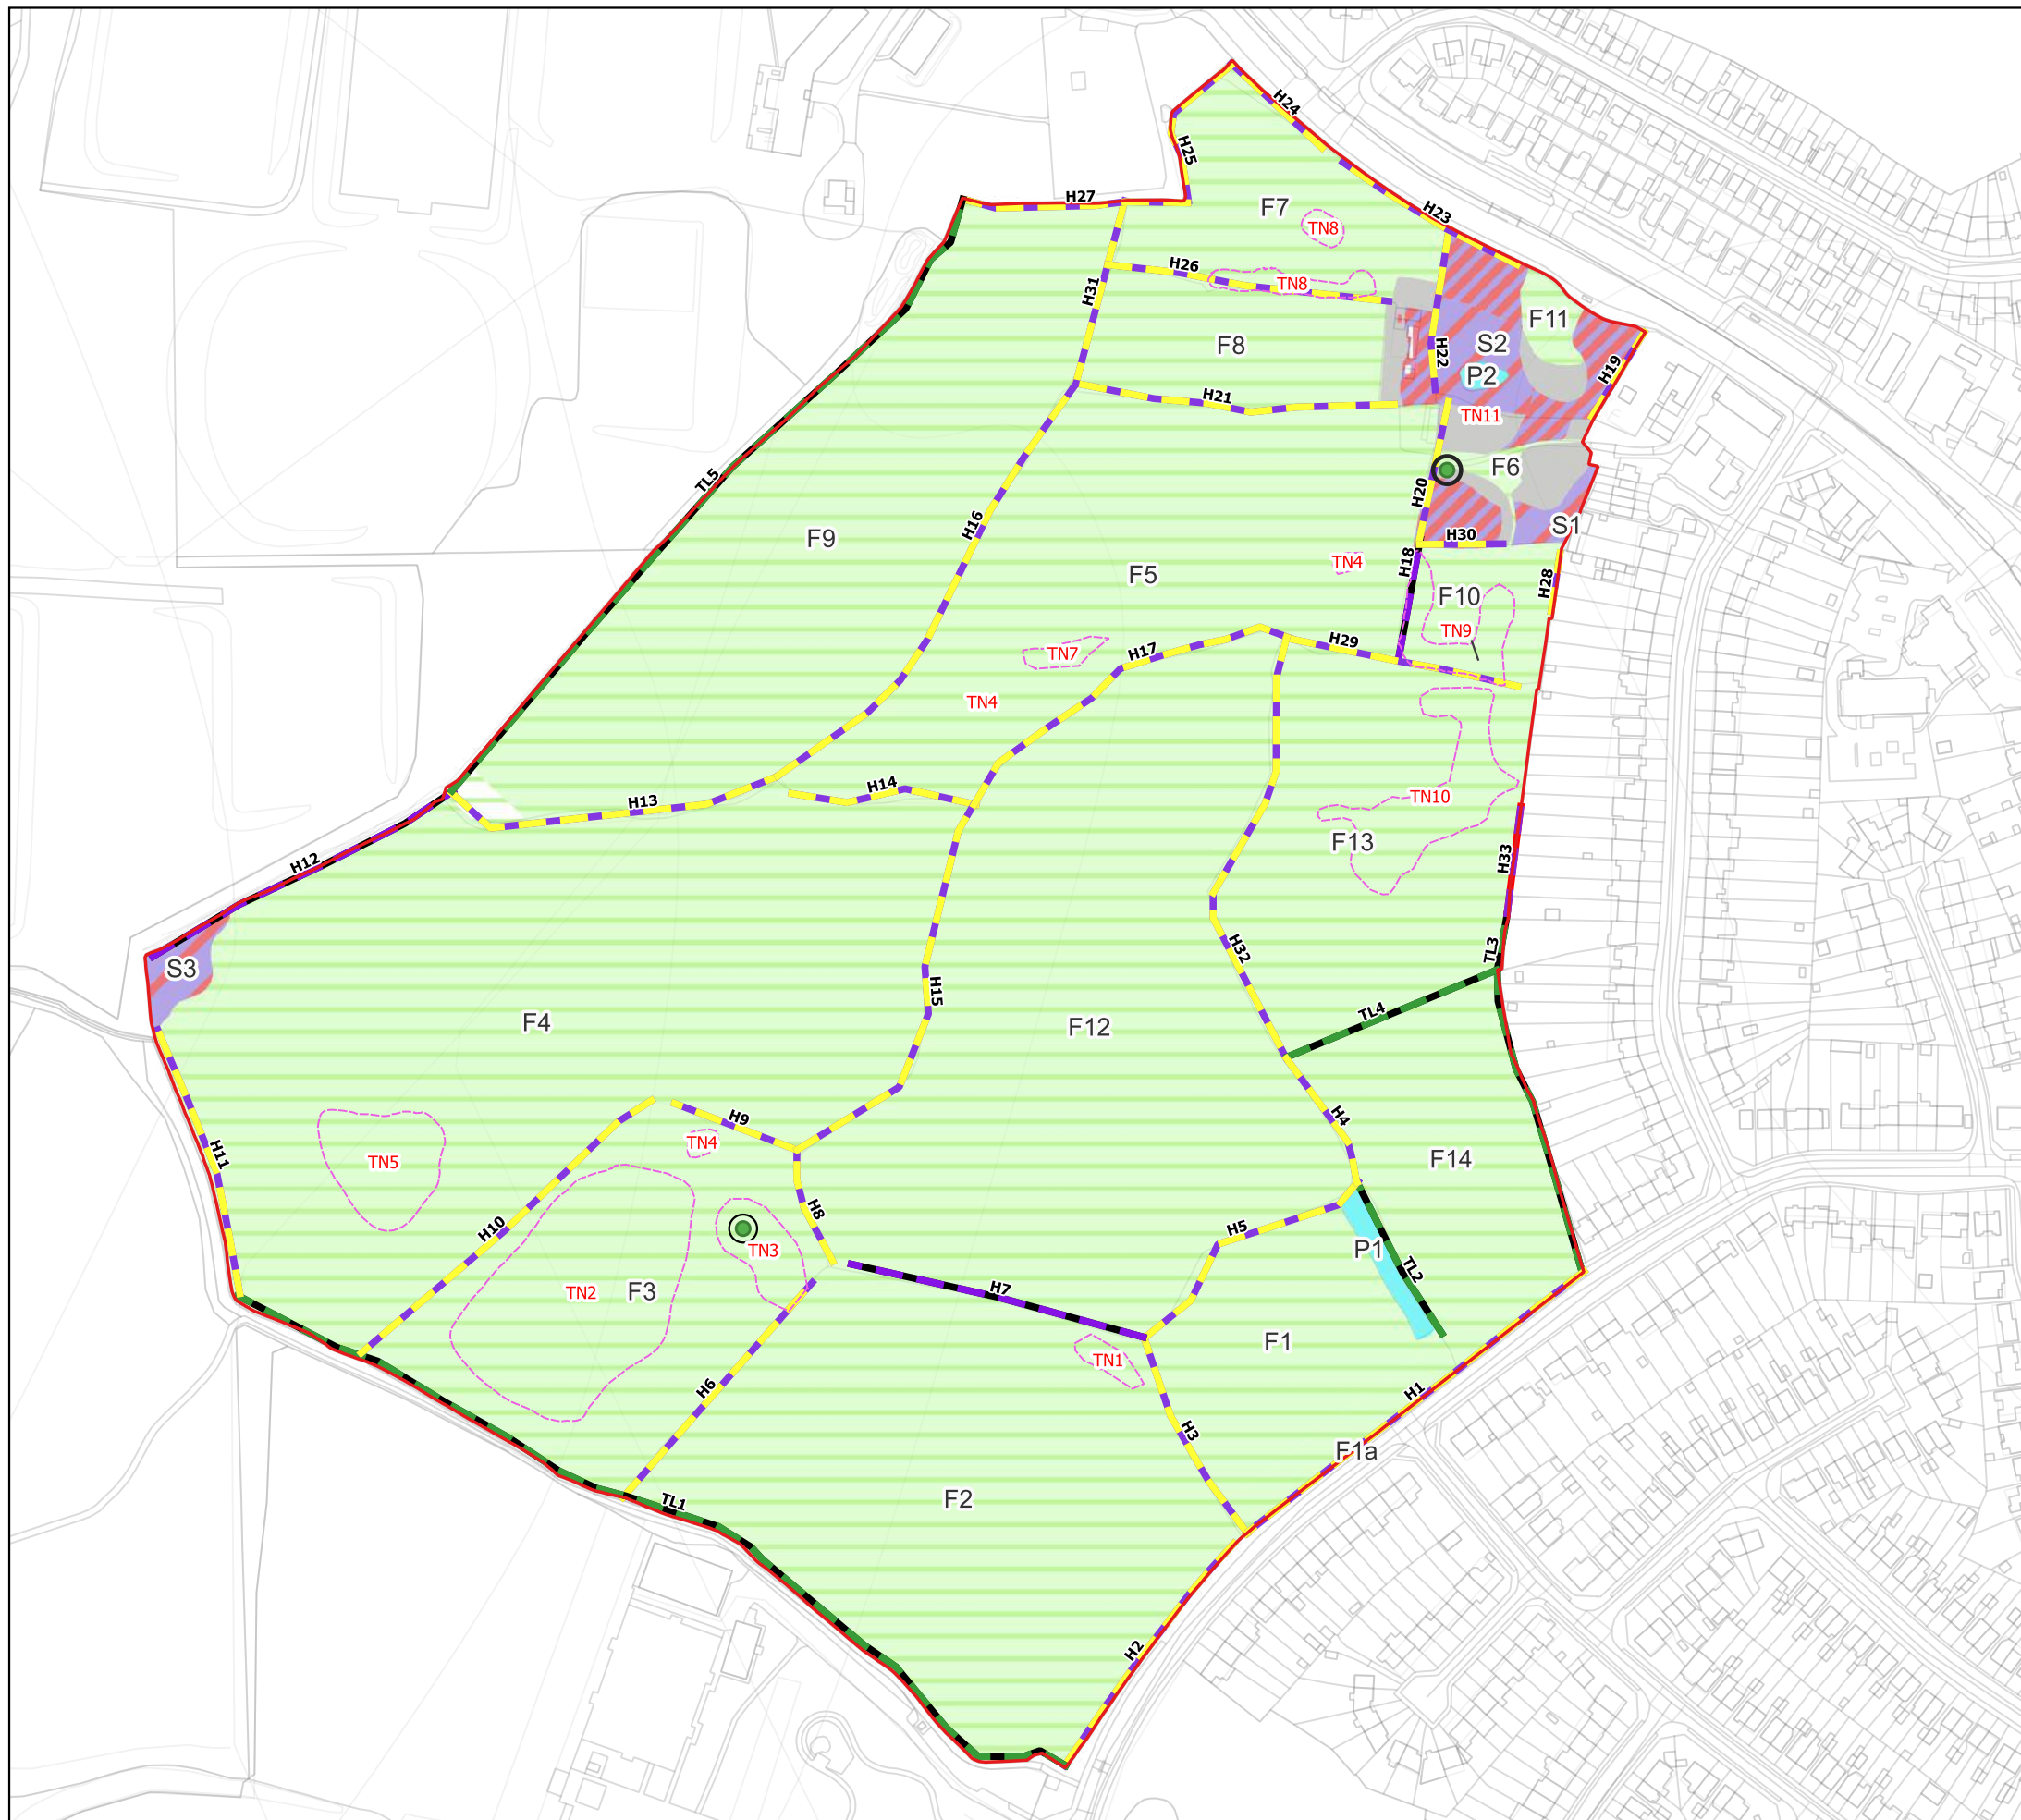 H24
H25
H27
F7
TN8
H23
H26
TN8
H31
F11
F8
S2
H22
P2
H19
H21
TN11
TL5
F6
H20
H16
S1
F9
H30
TN4
H18
F5
H28
F10
TN9
H29
H17
TN7
TN4
H14
H13
TN10
F13
H12
H33
S3
H32
TL3
H15
TL4
F4
F12
H9
H4
TN4
H11
TN5
F14
H8
H10
H5
TN3
P1
TL2
TN2
F3
H7
F1
TN1
H6
H1
H3
F1a
TL1
F2
H2